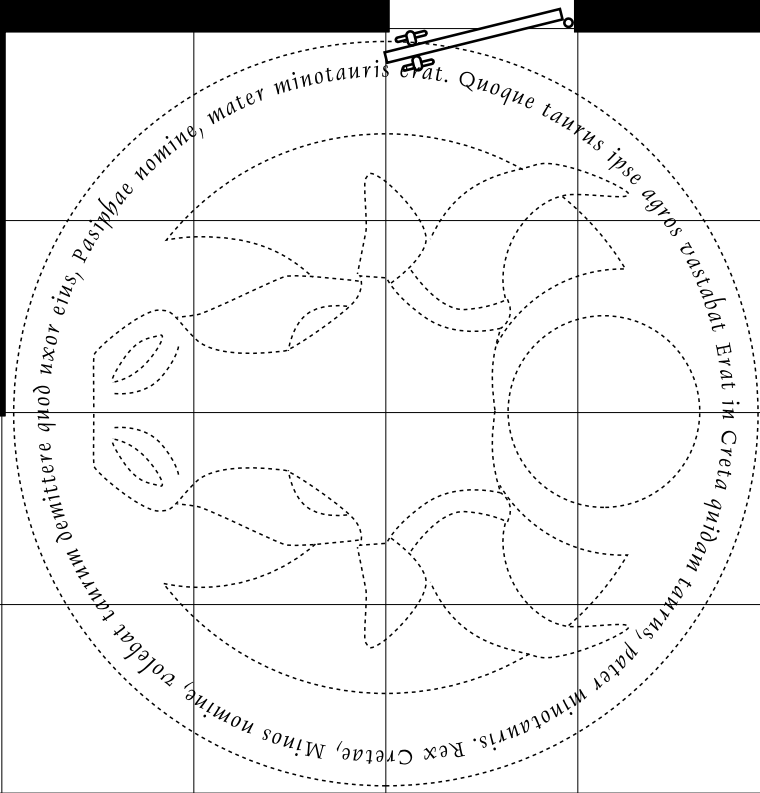 Erat in Creta quidam taurus, pater minotauris. Rex Cretae, Minos nomine, volebat taurum demittere quod uxor eius, Pasiphae nomine, mater minotauris erat. Quoque taurus ipse agros vastabat